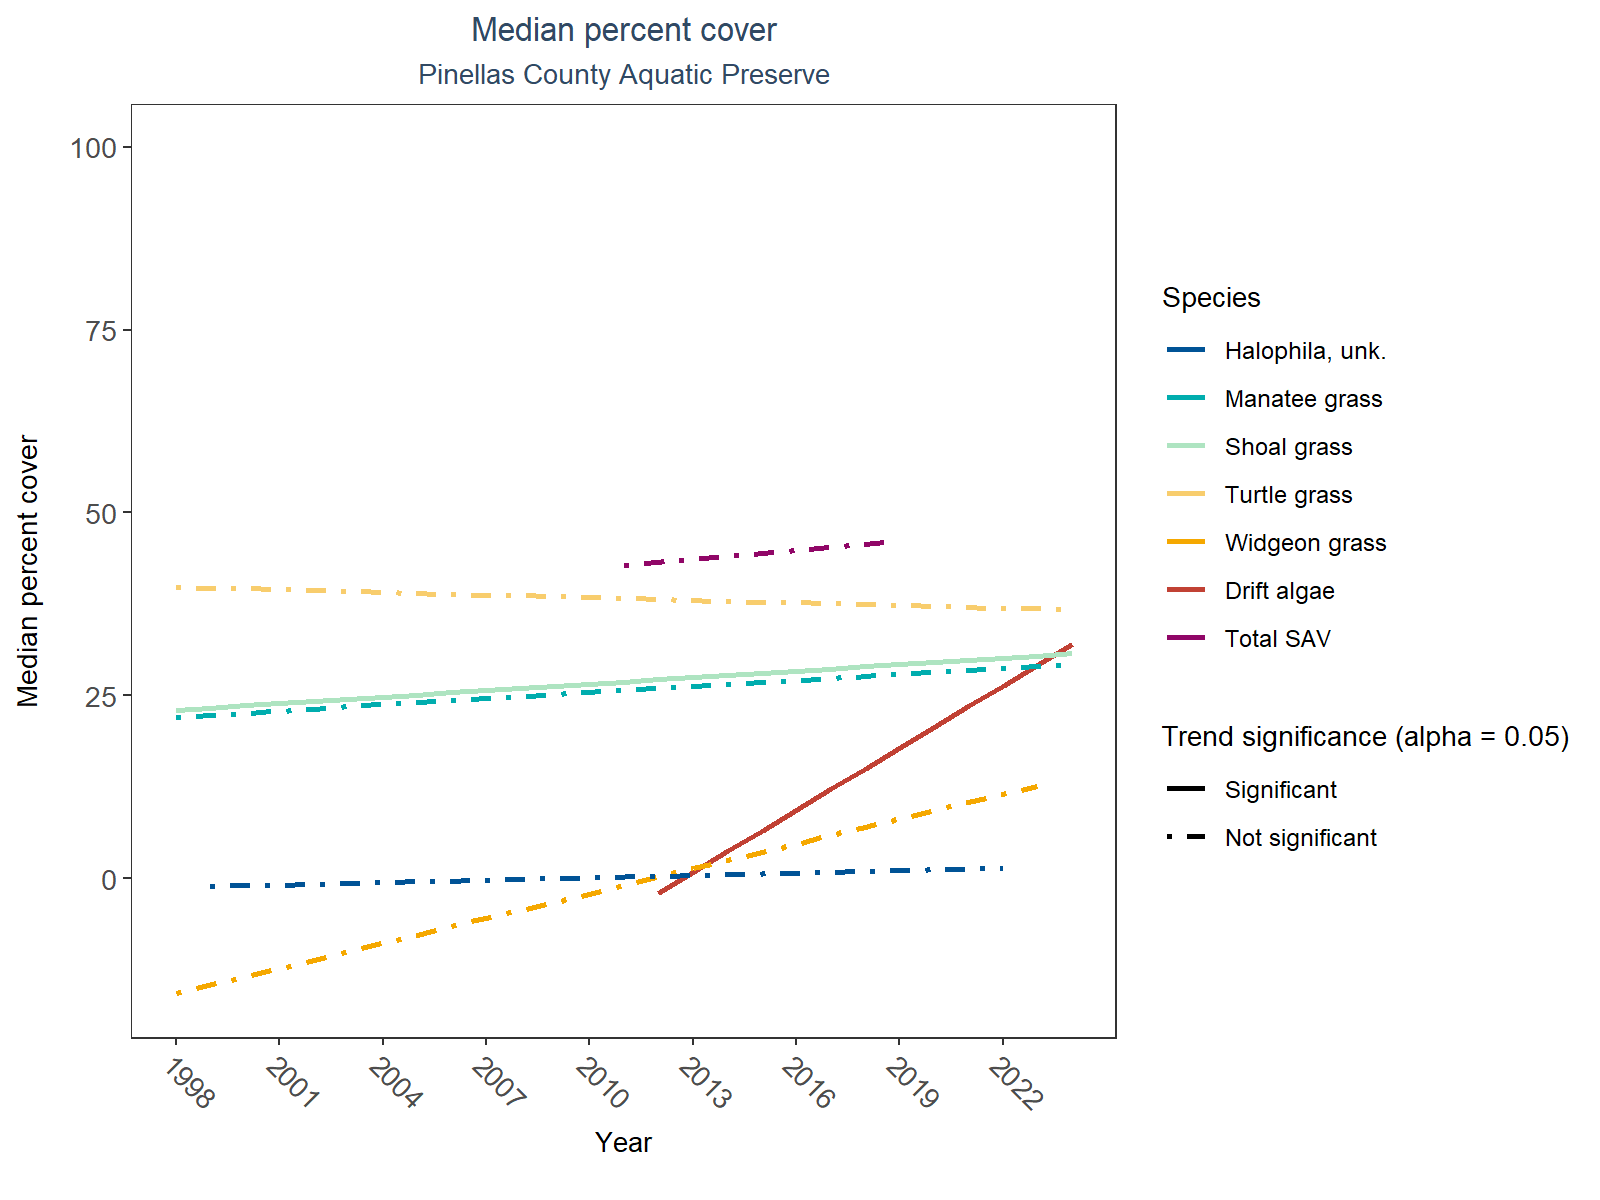 Median percent cover
Pinellas County Aquatic Preserve
Median percent cover
100
75
50
25
0
1998
2001
2004
2007
2010
2013
2016
2019
2022
Year
Species
Halophila, unk.
Manatee grass
Shoal grass
Turtle grass
Widgeon grass
Drift algae
Total SAV
Trend significance (alpha = 0.05)
Significant
Not significant